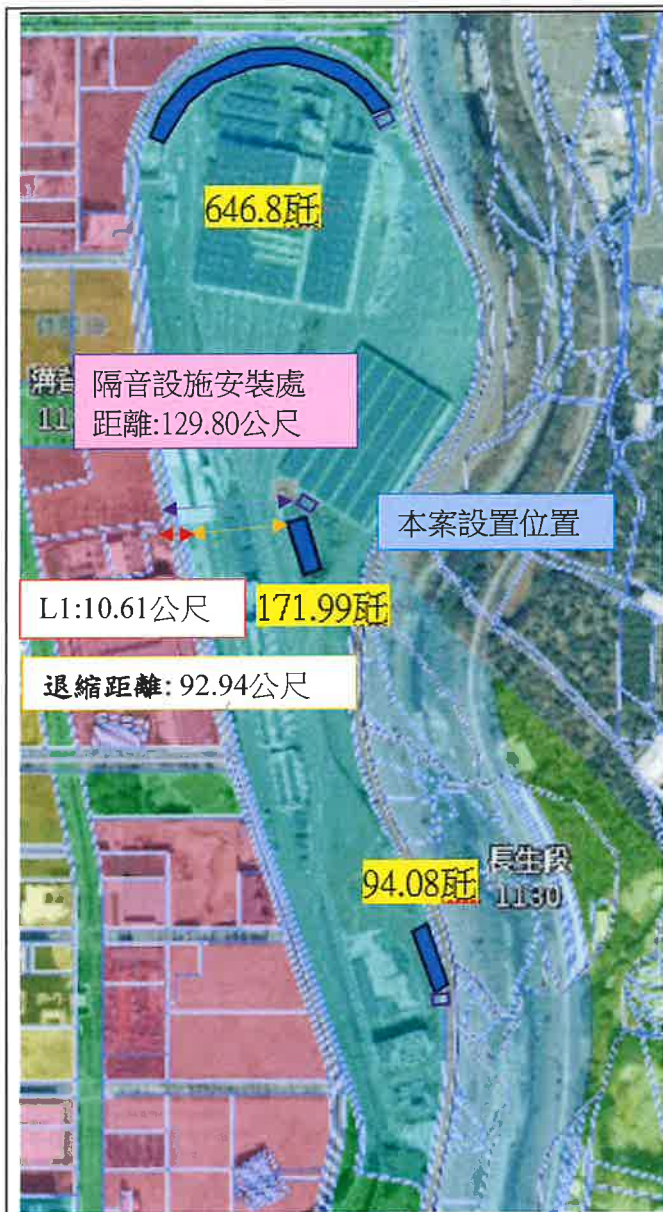 646.8瓩
隔音設施安裝處
距離:129.80公尺
11
本案設置位置
L1:10.61公尺
171.99瓩
退縮距離: 92.94公尺
94.08瓩
長生段
1130